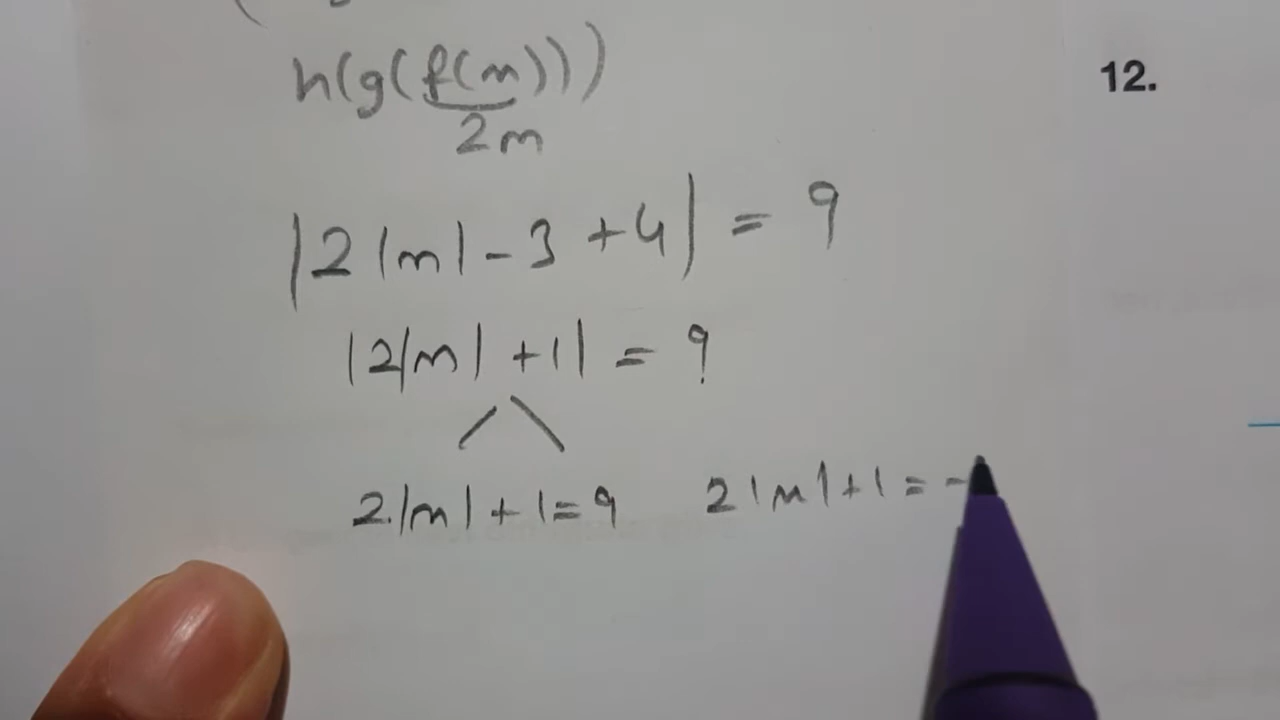 h(g(f(m)))
2m
12.
|2|m| - 3 + 4| = 9
|2|m| + 1| = 9
2.|m| + 1 = 9 2|m| + 1 = -